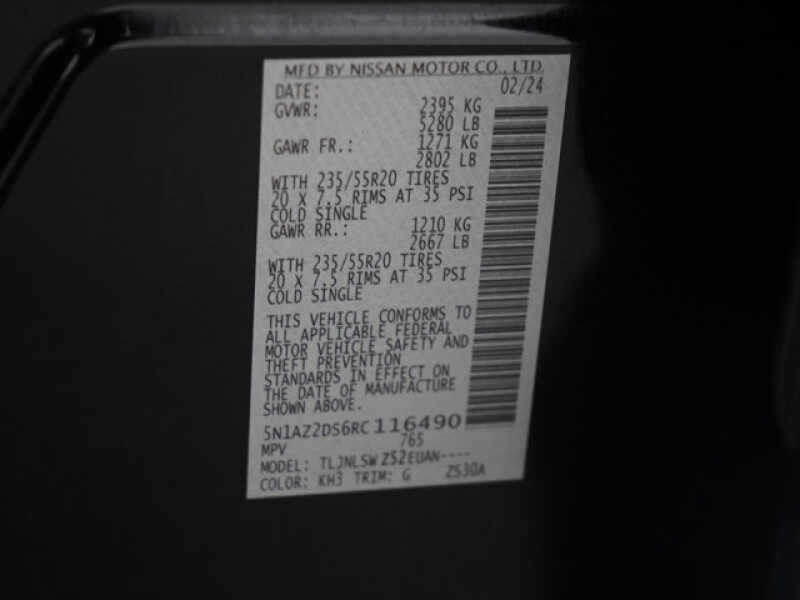 MFD BY NISSAN MOTOR CO., LTD.
DATE: 02/24
GVWR: 2395 KG
5280 LB
GAWR FR.: 1271 KG
2802 LB
WITH 235/55R20 TIRES
20 X 7.5 RIMS AT 35 PSI
COLD SINGLE
GAWR RR.: 1210 KG
2667 LB
WITH 235/55R20 TIRES
20 X 7.5 RIMS AT 35 PSI
COLD SINGLE
THIS VEHICLE CONFORMS TO
ALL APPLICABLE FEDERAL
MOTOR VEHICLE SAFETY AND
THEFT PREVENTION
STANDARDS IN EFFECT ON
THE DATE OF MANUFACTURE
SHOWN ABOVE.
5N1AZ2DS6RC116490
MPV 765
MODEL: TLJNLSW Z52EUAN----
COLOR: KH3 TRIM: G ZS30A